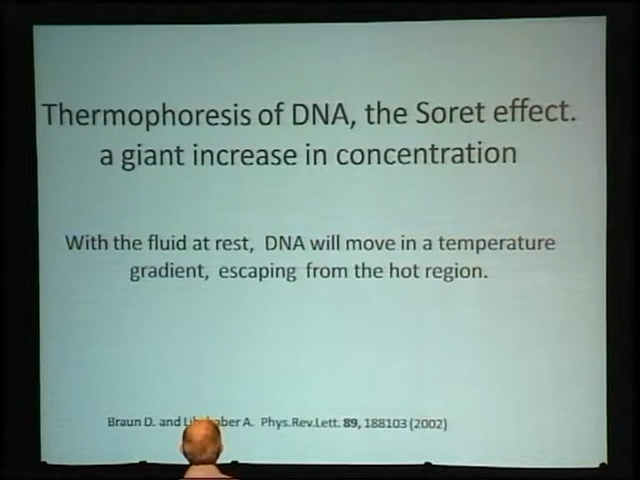 Thermophoresis of DNA, the Soret effect.
a giant increase in concentration
With the fluid at rest, DNA will move in a temperature
gradient, escaping from the hot region.
Braun D. and A. Phys.Rev.Lett. 89, 188103 (2002)